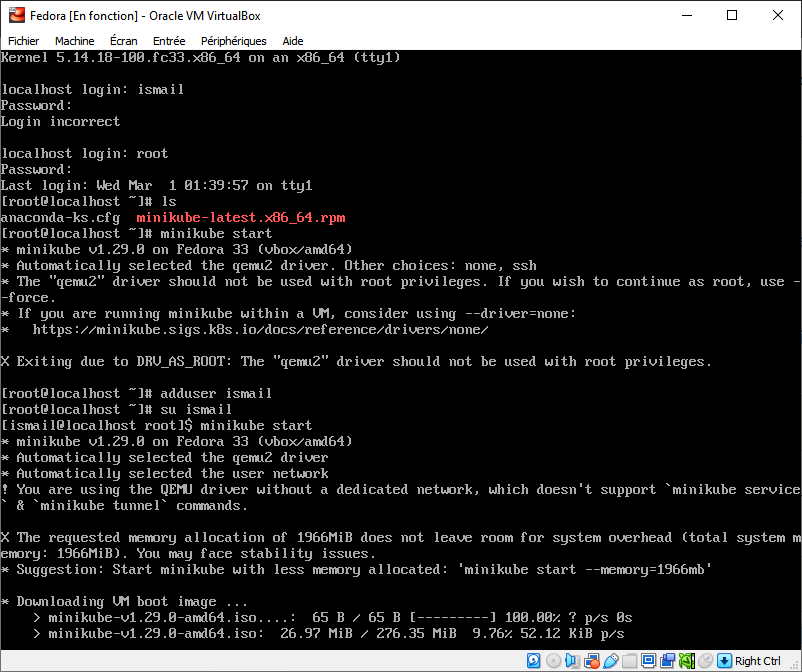 Fedora [En fonction] - Oracle VM VirtualBox
Fichier Machine Écran Entrée Périphériques Aide
Kernel 5.14.18-100.fc33.x86_64 on an x86_64 (tty1)
localhost login: ismail
Password:
Login incorrect
localhost login: root
Password:
Last login: Wed Mar  1 01:39:57 on tty1
[root@localhost ~]# ls
anaconda-ks.cfg  minikube-latest.x86_64.rpm
[root@localhost ~]# minikube start
* minikube v1.29.0 on Fedora 33 (vbox/amd64)
* Automatically selected the qemu2 driver. Other choices: none, ssh
* The "qemu2" driver should not be used with root privileges. If you wish to continue as root, use -
-force.
* If you are running minikube within a VM, consider using --driver=none:
*   https://minikube.sigs.k8s.io/docs/reference/drivers/none/
X Exiting due to DRV_AS_ROOT: The "qemu2" driver should not be used with root privileges.
[root@localhost ~]# adduser ismail
[root@localhost ~]# su ismail
[ismail@localhost root]$ minikube start
* minikube v1.29.0 on Fedora 33 (vbox/amd64)
* Automatically selected the qemu2 driver
* Automatically selected the user network
! You are using the QEMU driver without a dedicated network, which doesn't support `minikube service
` & `minikube tunnel` commands.
X The requested memory allocation of 1966MiB does not leave room for system overhead (total system m
emory: 1966MiB). You may face stability issues.
* Suggestion: Start minikube with less memory allocated: 'minikube start --memory=1966mb'
* Downloading VM boot image ...
    > minikube-v1.29.0-amd64.iso....:  65 B / 65 B [---------] 100.00% ? p/s 0s
    > minikube-v1.29.0-amd64.iso:  26.97 MiB / 276.35 MiB  9.76% 52.12 KiB p/s
Right Ctrl